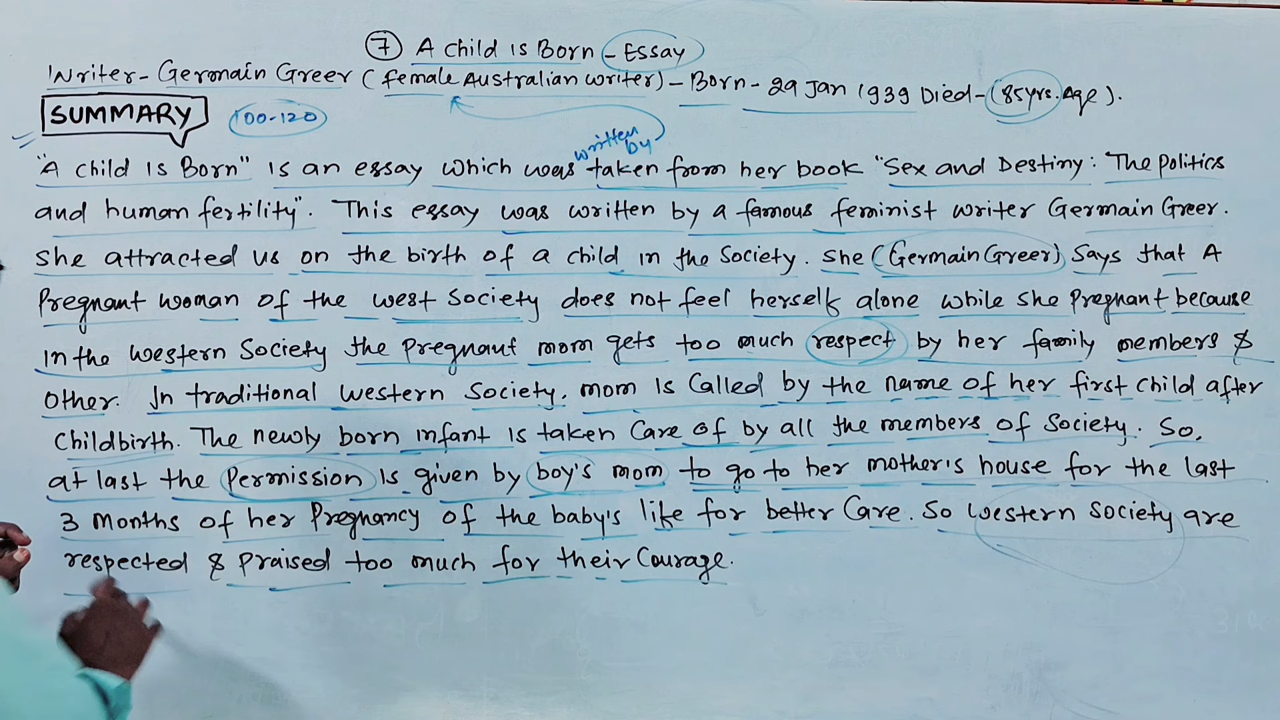 ⑦ A child is Born - Essay
Writer - Germain Greer (female Australian writer) - Born - 29 Jan 1939 Died - (85yrs. Age).
SUMMARY 100-120
written by
"A child is Born" is an essay which was taken from her book "Sex and Destiny: The Politics
and human fertility". This essay was written by a famous feminist writer Germain Greer.
She attracted us on the birth of a child in the Society. She (Germain Greer) Says that A
Pregnant woman of the west Society does not feel herself alone while she Pregnant because
in the western Society the Pregnant mom gets too much respect by her family members &
other. In traditional western Society, mom is Called by the name of her first child after
childbirth. The newly born infant is taken Care of by all the members of Society. So,
at last the Permission is given by boy's mom to go to her mother's house for the last
3 months of her Pregnancy of the baby's life for better Care. So western Society are
respected & Praised too much for their Courage.